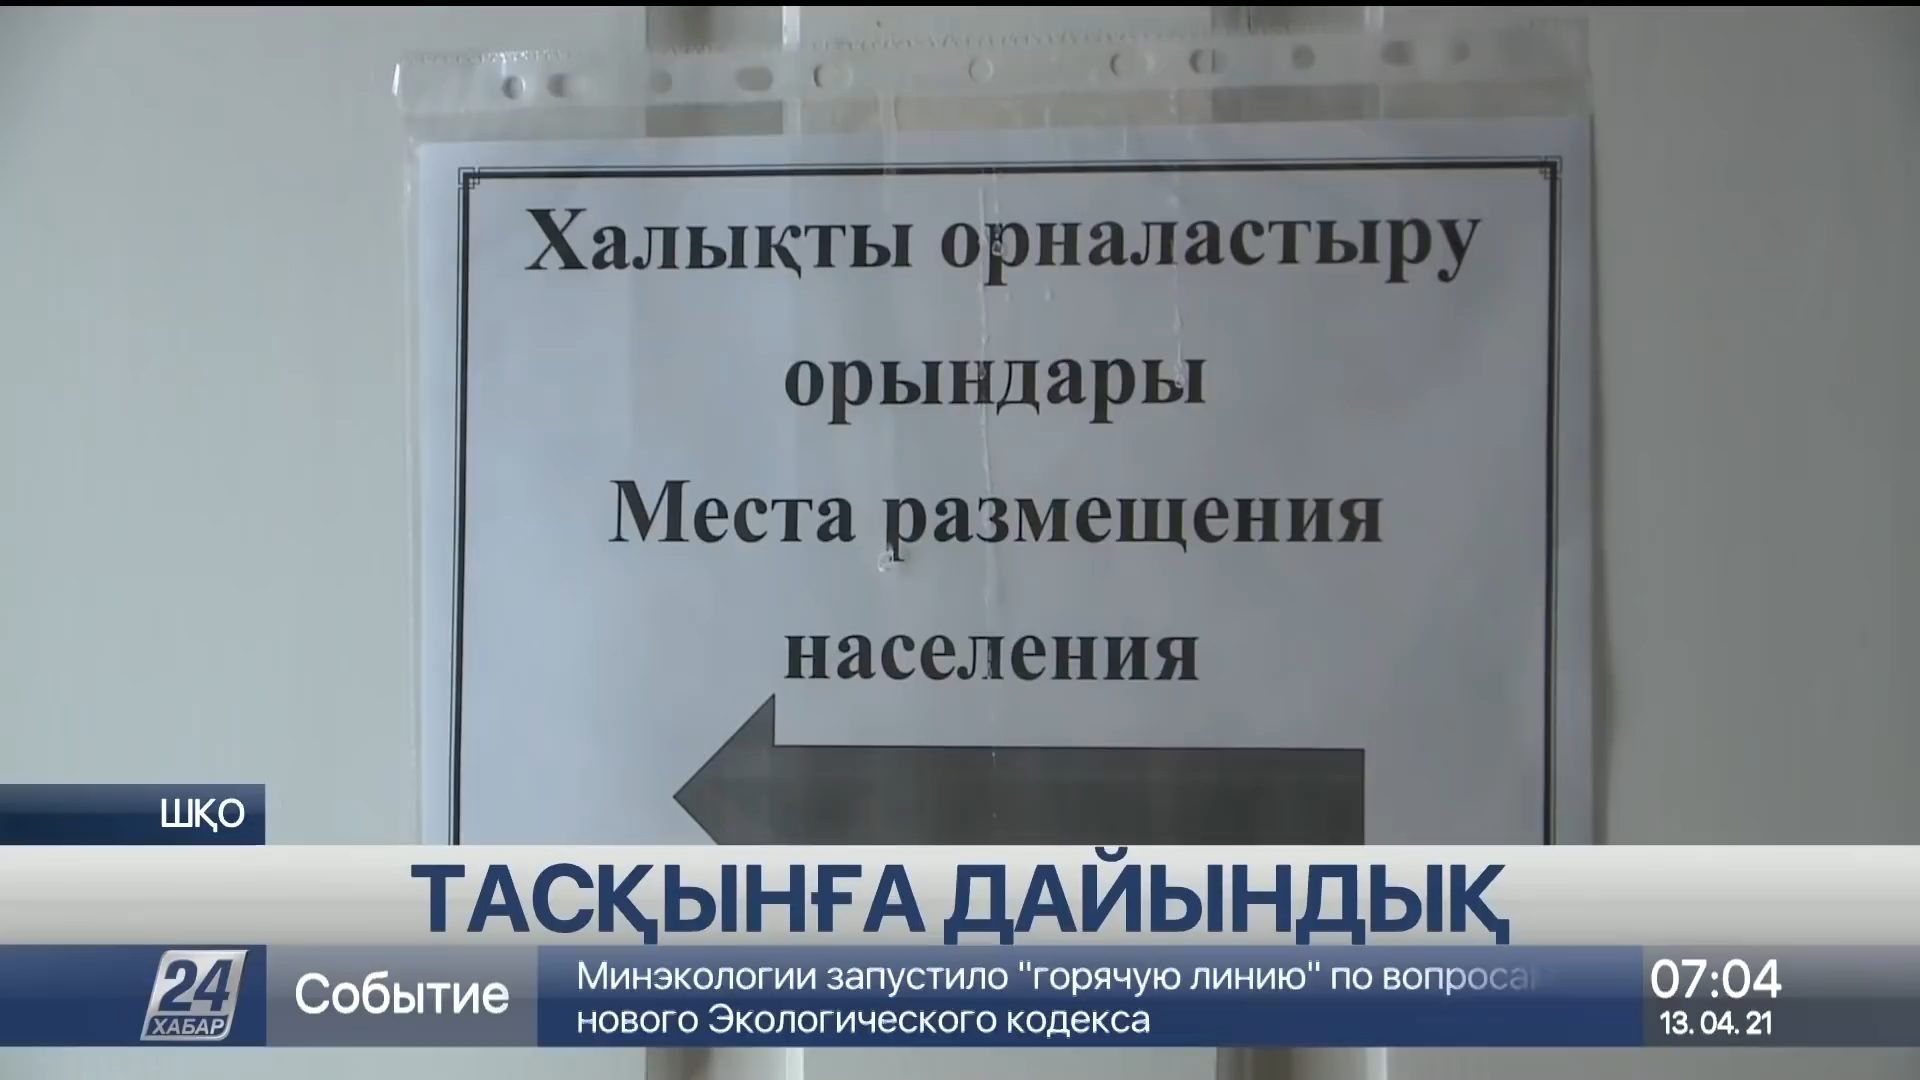 Халықты орналастыру
орындары
Места размещения
населения
ШҚО
ТАСҚЫНҒА ДАЙЫНДЫҚ
24
ХАБАР
Событие
Минэкологии запустило "горячую линию" по вопроса
нового Экологического кодекса
07:04
13. 04. 21